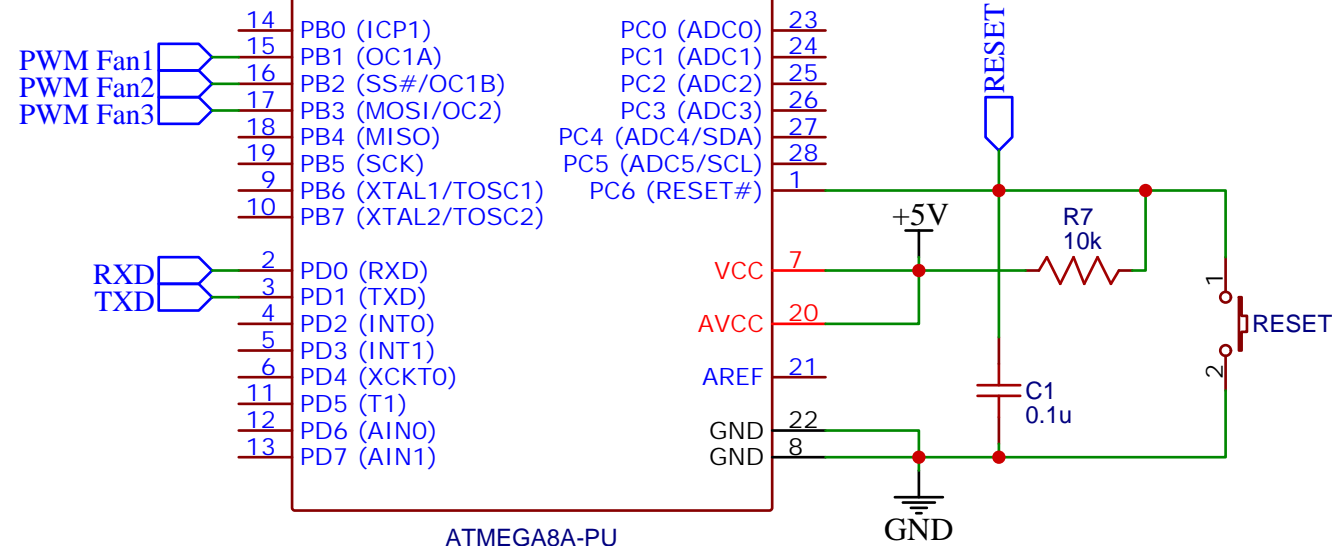 14 PB0 (ICP1) PC0 (ADC0) 23
PWM Fan1 15 PB1 (OC1A) PC1 (ADC1) 24
PWM Fan2 16 PB2 (SS#/OC1B) PC2 (ADC2) 25
PWM Fan3 17 PB3 (MOSI/OC2) PC3 (ADC3) 26
18 PB4 (MISO) PC4 (ADC4/SDA) 27
19 PB5 (SCK) PC5 (ADC5/SCL) 28
9 PB6 (XTAL1/TOSC1) PC6 (RESET#) 1
10 PB7 (XTAL2/TOSC2)
RESET
+5V
R7
10k
RXD 2 PD0 (RXD) VCC 7
TXD 3 PD1 (TXD)
4 PD2 (INT0) AVCC 20
5 PD3 (INT1)
6 PD4 (XCKT0) AREF 21
11 PD5 (T1)
12 PD6 (AIN0) GND 22
13 PD7 (AIN1) GND 8
1
RESET
2
C1
0.1u
GND
ATMEGA8A-PU